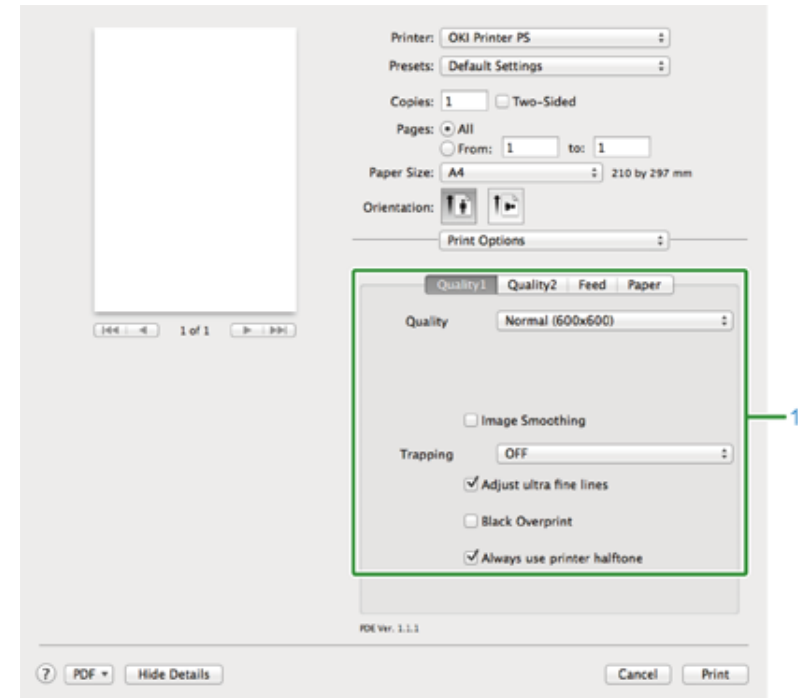 Printer: OKI Printer PS
Presets: Default Settings
Copies: 1 Two-Sided
Pages: All
From: 1 to: 1
Paper Size: A4 210 by 297 mm
Orientation:
Print Options
Quality1 Quality2 Feed Paper
Quality Normal (600x600)
1 of 1
Image Smoothing
1
Trapping OFF
Adjust ultra fine lines
Black Overprint
Always use printer halftone
PDE Ver. 1.1.1
? PDF Hide Details Cancel Print